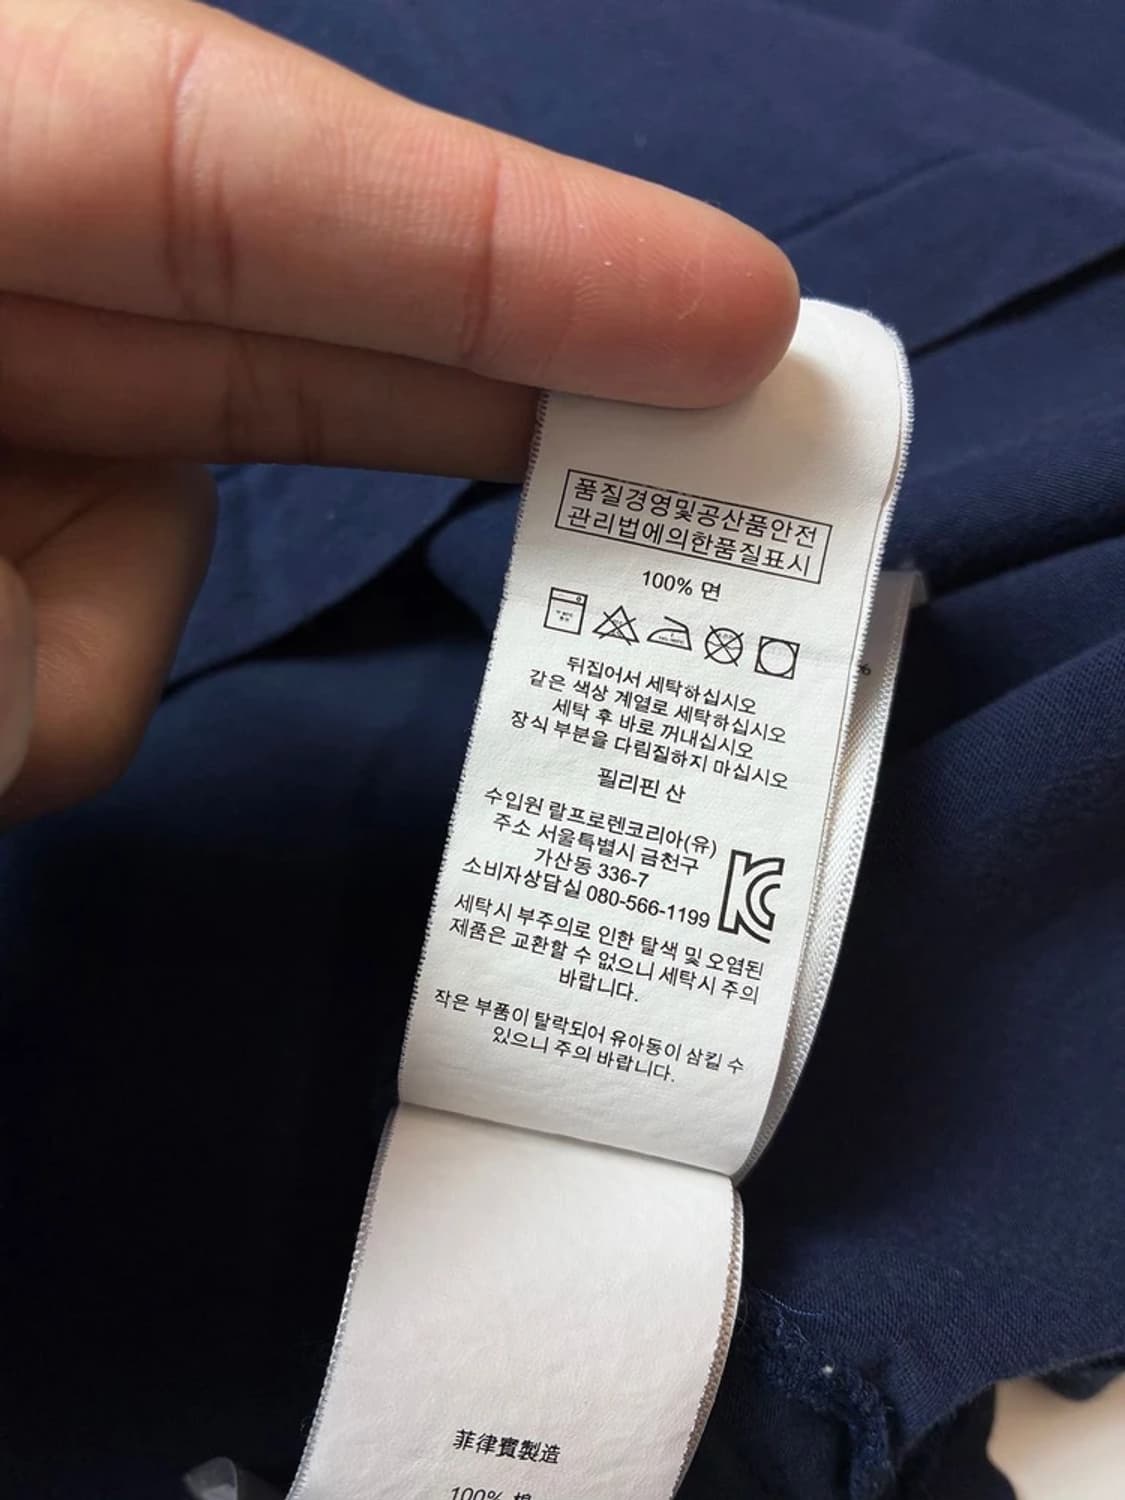 품질경영및공산품안전
관리법에의한품질표시
100% 면
뒤집어서 세탁하십시오
같은 색상 계열로 세탁하십시오
세탁 후 바로 꺼내십시오
장식 부분을 다림질하지 마십시오
필리핀 산
수입원 랄프로렌코리아(유)
주소 서울특별시 금천구
가산동 336-7
소비자상담실 080-566-1199
세탁시 부주의로 인한 탈색 및 오염된
제품은 교환할 수 없으니 세탁시 주의
바랍니다.
작은 부품이 탈락되어 유아동이 삼킬 수
있으니 주의 바랍니다.
菲律賓製造
100%